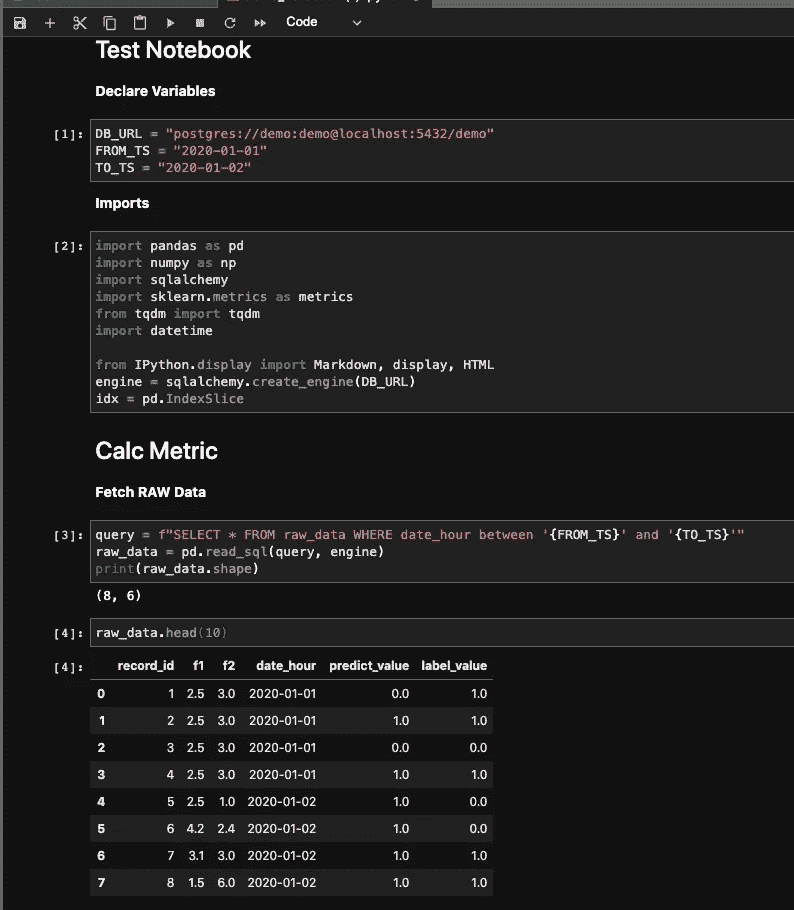 Code
Test Notebook
Declare Variables
[1]: DB_URL = "postgres://demo:demo@localhost:5432/demo"
FROM_TS = "2020-01-01"
TO_TS = "2020-01-02"
Imports
[2]: import pandas as pd
import numpy as np
import sqlalchemy
import sklearn.metrics as metrics
from tqdm import tqdm
import datetime
from IPython.display import Markdown, display, HTML
engine = sqlalchemy.create_engine(DB_URL)
idx = pd.IndexSlice
Calc Metric
Fetch RAW Data
[3]: query = f"SELECT * FROM raw_data WHERE date_hour between '{FROM_TS}' and '{TO_TS}'"
raw_data = pd.read_sql(query, engine)
print(raw_data.shape)
(8, 6)
[4]: raw_data.head(10)
[4]: record_id f1 f2 date_hour predict_value label_value
0 1 2.5 3.0 2020-01-01 0.0 1.0
1 2 2.5 3.0 2020-01-01 1.0 1.0
2 3 2.5 3.0 2020-01-01 0.0 0.0
3 4 2.5 3.0 2020-01-01 1.0 1.0
4 5 2.5 1.0 2020-01-02 1.0 0.0
5 6 4.2 2.4 2020-01-02 1.0 0.0
6 7 3.1 3.0 2020-01-02 1.0 1.0
7 8 1.5 6.0 2020-01-02 1.0 1.0